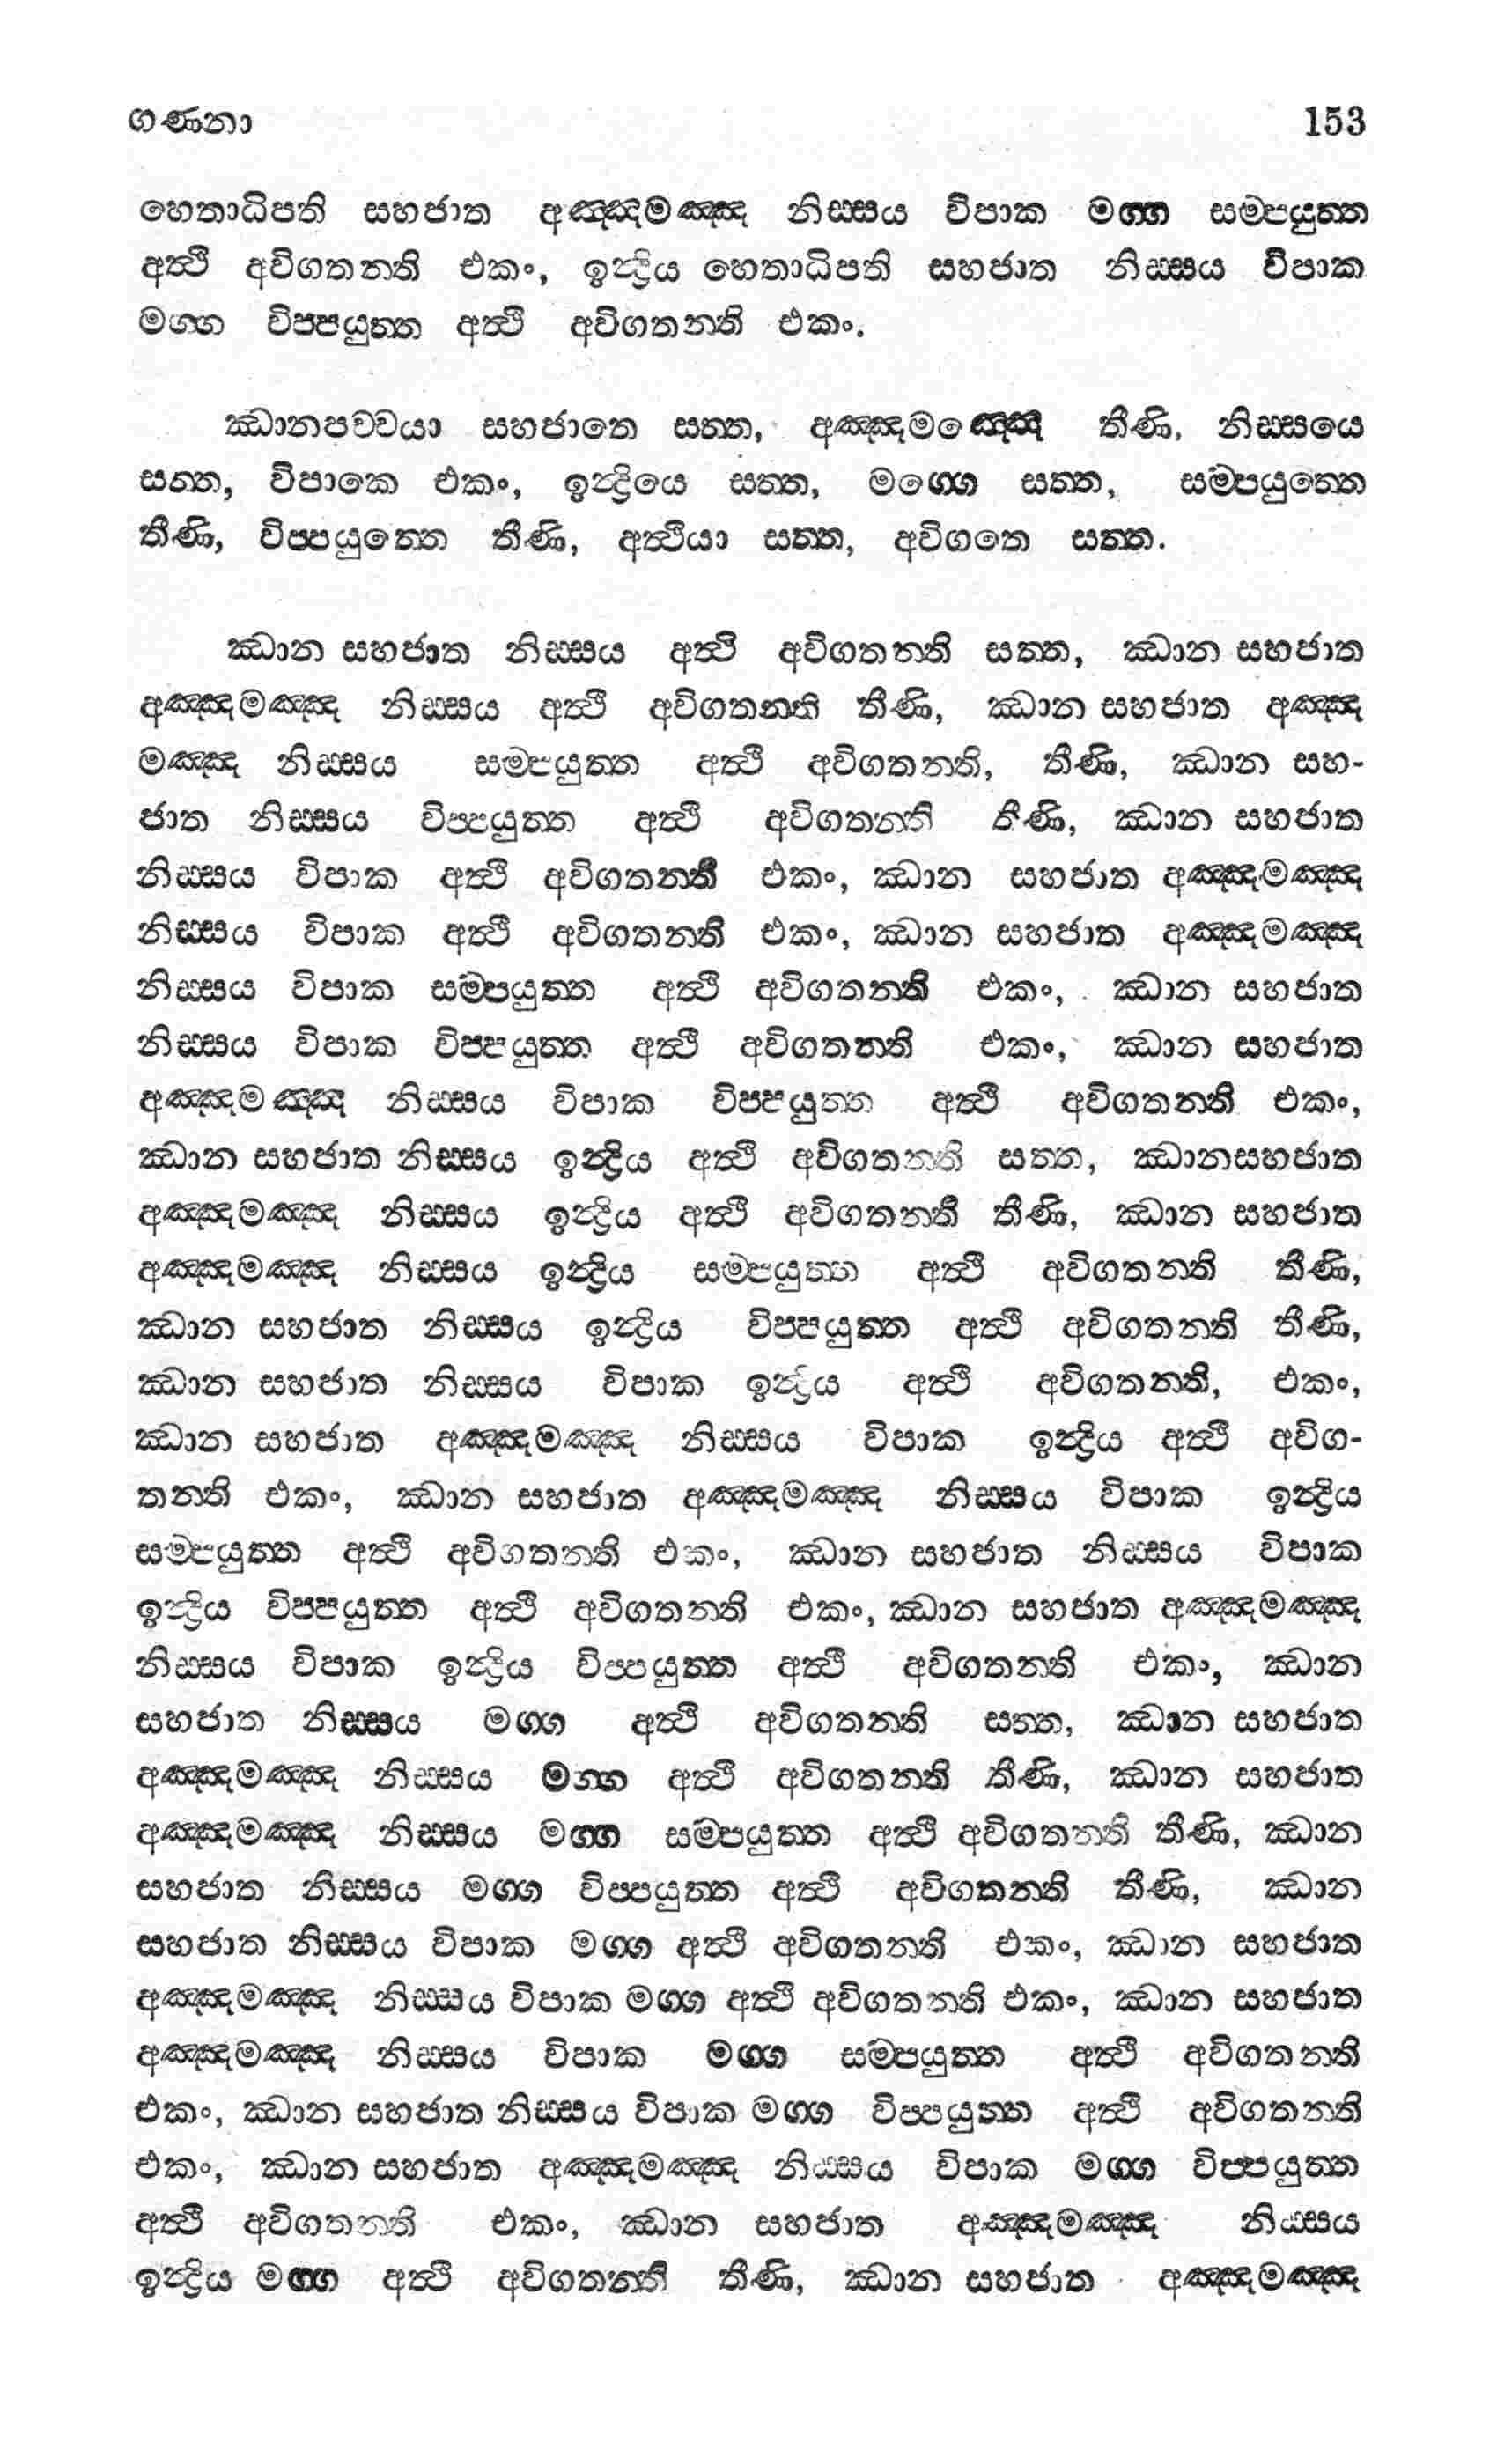 ගණනා 153
හෙතාධිපති සහජාත අඤ්ඤමඤ්ඤ නිස්සය විපාක මග්ග සම්පයුත්ත
අත්ථි අවිගතන්ති එකං, ඉන්ද්‍රිය හෙතාධිපති සහජාත නිස්සය විපාක
මග්ග විප්පයුත්ත අත්ථි අවිගතන්ති එකං.
ඣානපච්චයා සහජාතෙ සත්ත, අඤ්ඤමඤ්ඤෙ තීණි, නිස්සයෙ
සත්ත, විපාකෙ එකං, ඉන්ද්‍රියෙ සත්ත, මග්ගෙ සත්ත, සම්පයුත්තෙ
තීණි, විප්පයුත්තෙ තීණි, අත්ථියා සත්ත, අවිගතෙ සත්ත.
ඣාන සහජාත නිස්සය අත්ථි අවිගතන්ති සත්ත, ඣාන සහජාත
අඤ්ඤමඤ්ඤ නිස්සය අත්ථි අවිගතන්ති තීණි, ඣාන සහජාත අඤ්ඤ
මඤ්ඤ නිස්සය සම්පයුත්ත අත්ථි අවිගතන්ති, තීණි, ඣාන සහ-
ජාත නිස්සය විප්පයුත්ත අත්ථි අවිගතන්ති තීණි, ඣාන සහජාත
නිස්සය විපාක අත්ථි අවිගතන්ති එකං, ඣාන සහජාත අඤ්ඤමඤ්ඤ
නිස්සය විපාක අත්ථි අවිගතන්ති එකං, ඣාන සහජාත අඤ්ඤමඤ්ඤ
නිස්සය විපාක සම්පයුත්ත අත්ථි අවිගතන්ති එකං, ඣාන සහජාත
නිස්සය විපාක විප්පයුත්ත අත්ථි අවිගතන්ති එකං, ඣාන සහජාත
අඤ්ඤමඤ්ඤ නිස්සය විපාක විප්පයුත්ත අත්ථි අවිගතන්ති එකං,
ඣාන සහජාත නිස්සය ඉන්ද්‍රිය අත්ථි අවිගතන්ති සත්ත, ඣානසහජාත
අඤ්ඤමඤ්ඤ නිස්සය ඉන්ද්‍රිය අත්ථි අවිගතන්ති තීණි, ඣාන සහජාත
අඤ්ඤමඤ්ඤ නිස්සය ඉන්ද්‍රිය සම්පයුත්ත අත්ථි අවිගතන්ති තීණි,
ඣාන සහජාත නිස්සය ඉන්ද්‍රිය විප්පයුත්ත අත්ථි අවිගතන්ති තීණි,
ඣාන සහජාත නිස්සය විපාක ඉන්ද්‍රිය අත්ථි අවිගතන්ති, එකං,
ඣාන සහජාත අඤ්ඤමඤ්ඤ නිස්සය විපාක ඉන්ද්‍රිය අත්ථි අවිග-
තන්ති එකං, ඣාන සහජාත අඤ්ඤමඤ්ඤ නිස්සය විපාක ඉන්ද්‍රිය
සම්පයුත්ත අත්ථි අවිගතන්ති එකං, ඣාන සහජාත නිස්සය විපාක
ඉන්ද්‍රිය විප්පයුත්ත අත්ථි අවිගතන්ති එකං, ඣාන සහජාත අඤ්ඤමඤ්ඤ
නිස්සය විපාක ඉන්ද්‍රිය විප්පයුත්ත අත්ථි අවිගතන්ති එකං, ඣාන
සහජාත නිස්සය මග්ග අත්ථි අවිගතන්ති සත්ත, ඣාන සහජාත
අඤ්ඤමඤ්ඤ නිස්සය මග්ග අත්ථි අවිගතන්ති තීණි, ඣාන සහජාත
අඤ්ඤමඤ්ඤ නිස්සය මග්ග සම්පයුත්ත අත්ථි අවිගතන්ති තීණි, ඣාන
සහජාත නිස්සය මග්ග විප්පයුත්ත අත්ථි අවිගතන්ති තීණි, ඣාන
සහජාත නිස්සය විපාක මග්ග අත්ථි අවිගතන්ති එකං, ඣාන සහජාත
අඤ්ඤමඤ්ඤ නිස්සය විපාක මග්ග අත්ථි අවිගතන්ති එකං, ඣාන සහජාත
අඤ්ඤමඤ්ඤ නිස්සය විපාක මග්ග සම්පයුත්ත අත්ථි අවිගතන්ති
එකං, ඣාන සහජාත නිස්සය විපාක මග්ග විප්පයුත්ත අත්ථි අවිගතන්ති
එකං, ඣාන සහජාත අඤ්ඤමඤ්ඤ නිස්සය විපාක මග්ග විප්පයුත්ත
අත්ථි අවිගතන්ති එකං, ඣාන සහජාත අඤ්ඤමඤ්ඤ නිස්සය
ඉන්ද්‍රිය මග්ග අත්ථි අවිගතන්ති තීණි, ඣාන සහජාත අඤ්ඤමඤ්ඤ